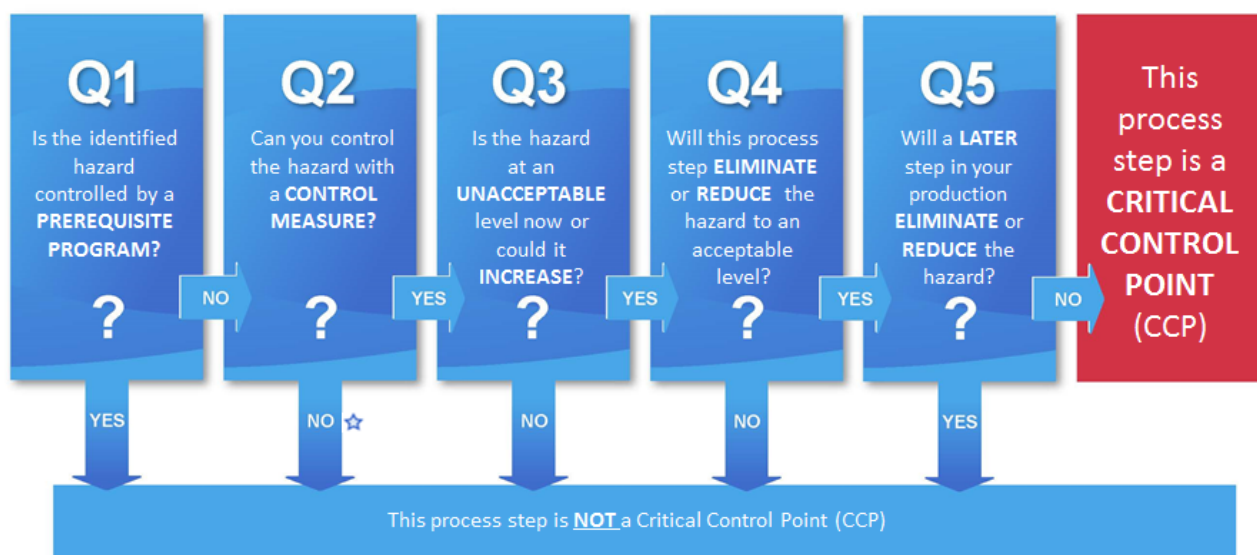 Q1
Is the identified
hazard
controlled by a
PREREQUISITE
PROGRAM?
?
NO
YES
Q2
Can you control
the hazard with
a CONTROL
MEASURE?
?
YES
NO
Q3
Is the hazard
at an
UNACCEPTABLE
level now or
could it
INCREASE?
?
YES
NO
Q4
Will this process
step ELIMINATE
or REDUCE the
hazard to an
acceptable
level?
?
YES
NO
Q5
Will a LATER
step in your
production
ELIMINATE or
REDUCE the
hazard?
?
NO
YES
This
process
step is a
CRITICAL
CONTROL
POINT
(CCP)
This process step is NOT a Critical Control Point (CCP)